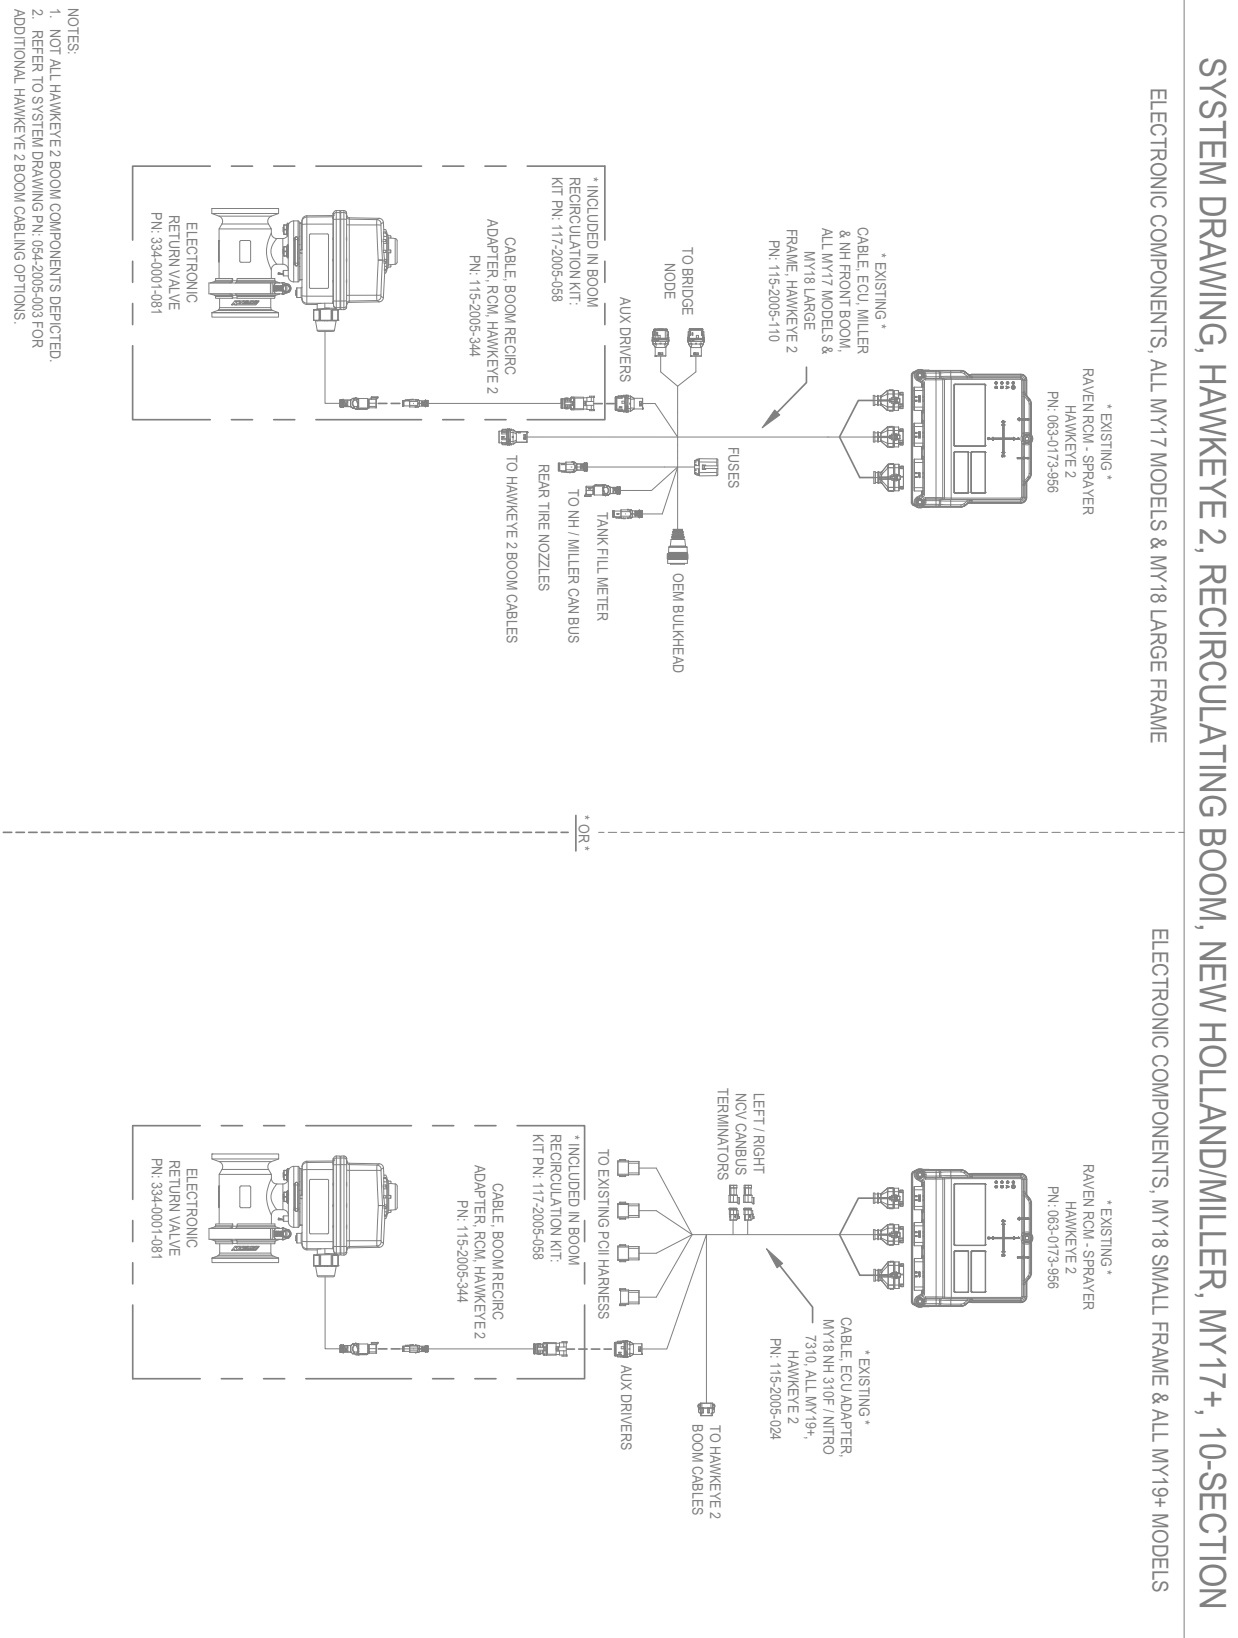 SYSTEM DRAWING, HAWKEYE 2, RECIRCULATING BOOM, NEW HOLLAND/MILLER, MY17+, 10-SECTION
ELECTRONIC COMPONENTS, ALL MY17 MODELS & MY18 LARGE FRAME
* EXISTING *
RAVEN RCM - SPRAYER
HAWKEYE 2
PN: 063-0173-956
* EXISTING *
CABLE, ECU, MILLER
& NH FRONT BOOM,
ALL MY17 MODELS &
MY18 LARGE
FRAME, HAWKEYE 2
PN: 115-2005-110
FUSES
TO BRIDGE
NODE
OEM BULKHEAD
AUX DRIVERS
TANK FILL METER
TO NH / MILLER CAN BUS
REAR TIRE NOZZLES
TO HAWKEYE 2 BOOM CABLES
* INCLUDED IN BOOM
RECIRCULATION KIT:
KIT PN: 117-2005-058
CABLE, BOOM RECIRC
ADAPTER, RCM, HAWKEYE 2
PN: 115-2005-344
ELECTRONIC
RETURN VALVE
PN: 334-0001-081
NOTES:
1. NOT ALL HAWKEYE 2 BOOM COMPONENTS DEPICTED.
2. REFER TO SYSTEM DRAWING PN: 054-2005-003 FOR
ADDITIONAL HAWKEYE 2 BOOM CABLING OPTIONS.
* OR *
ELECTRONIC COMPONENTS, MY18 SMALL FRAME & ALL MY19+ MODELS
* EXISTING *
RAVEN RCM - SPRAYER
HAWKEYE 2
PN: 063-0173-956
* EXISTING *
CABLE, ECU ADAPTER,
MY18 NH 310F / NITRO
7310, ALL MY19+,
HAWKEYE 2
PN: 115-2005-024
LEFT / RIGHT
NCV CANBUS
TERMINATORS
TO HAWKEYE 2
BOOM CABLES
TO EXISTING PCII HARNESS
AUX DRIVERS
* INCLUDED IN BOOM
RECIRCULATION KIT:
KIT PN: 117-2005-058
CABLE, BOOM RECIRC
ADAPTER, RCM, HAWKEYE 2
PN: 115-2005-344
ELECTRONIC
RETURN VALVE
PN: 334-0001-081